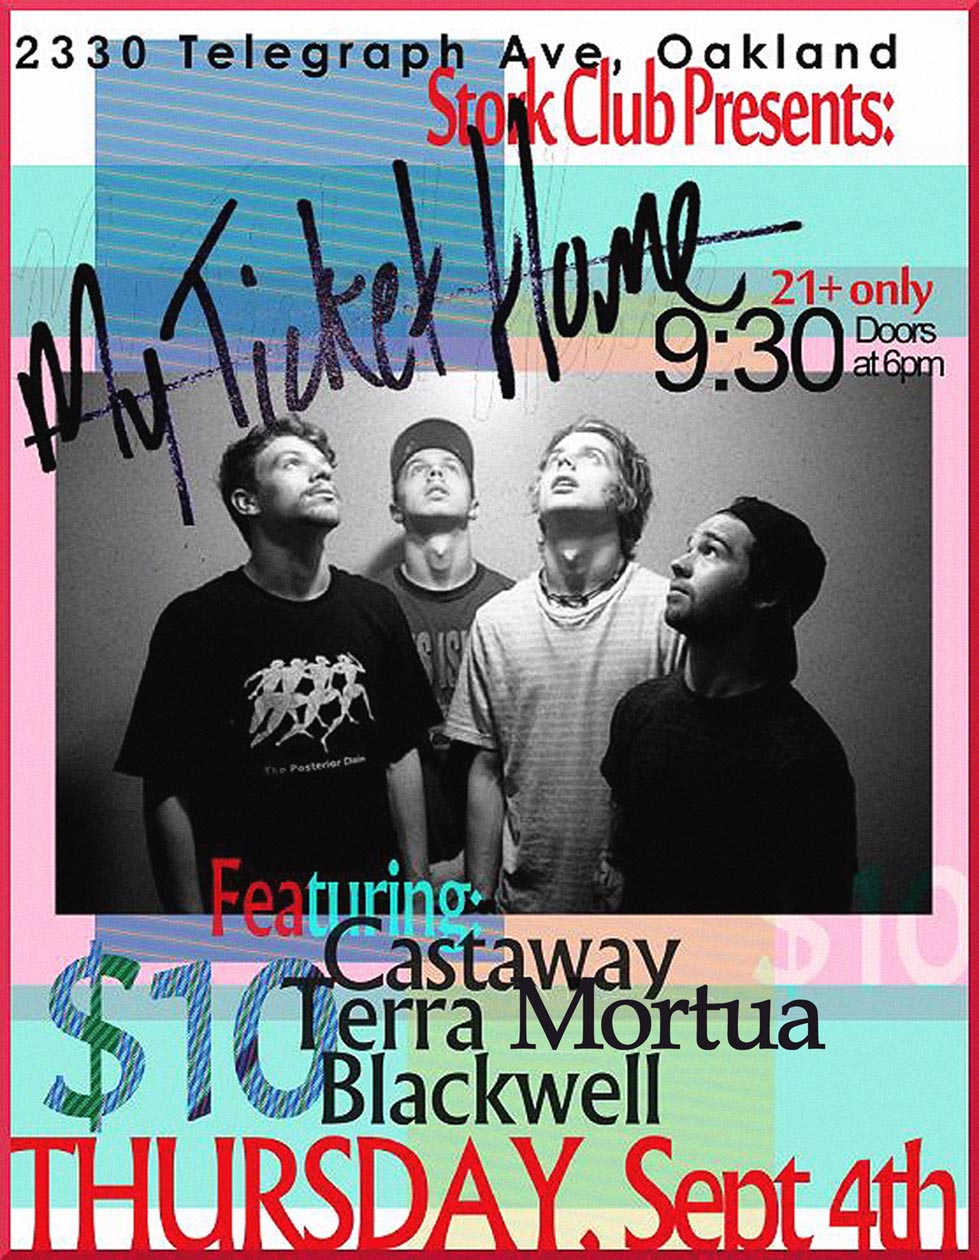 2330 Telegraph Ave, Oakland
Stork Club Presents:
My Ticket Home
21+ only
9:30
Doors
at 6pm
The Posterior Chain
Featuring:
$10
Castaway
$10
Terra Mortua
Blackwell
THURSDAY, Sept 4th